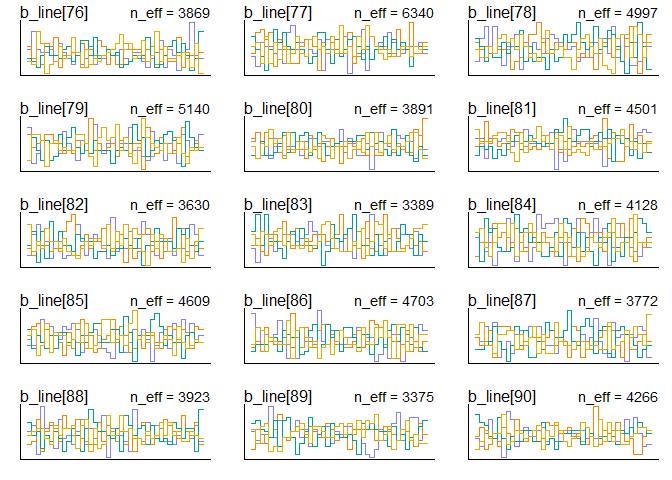 b_line[76] n_eff = 3869 b_line[77] n_eff = 6340 b_line[78] n_eff = 4997
b_line[79] n_eff = 5140 b_line[80] n_eff = 3891 b_line[81] n_eff = 4501
b_line[82] n_eff = 3630 b_line[83] n_eff = 3389 b_line[84] n_eff = 4128
b_line[85] n_eff = 4609 b_line[86] n_eff = 4703 b_line[87] n_eff = 3772
b_line[88] n_eff = 3923 b_line[89] n_eff = 3375 b_line[90] n_eff = 4266